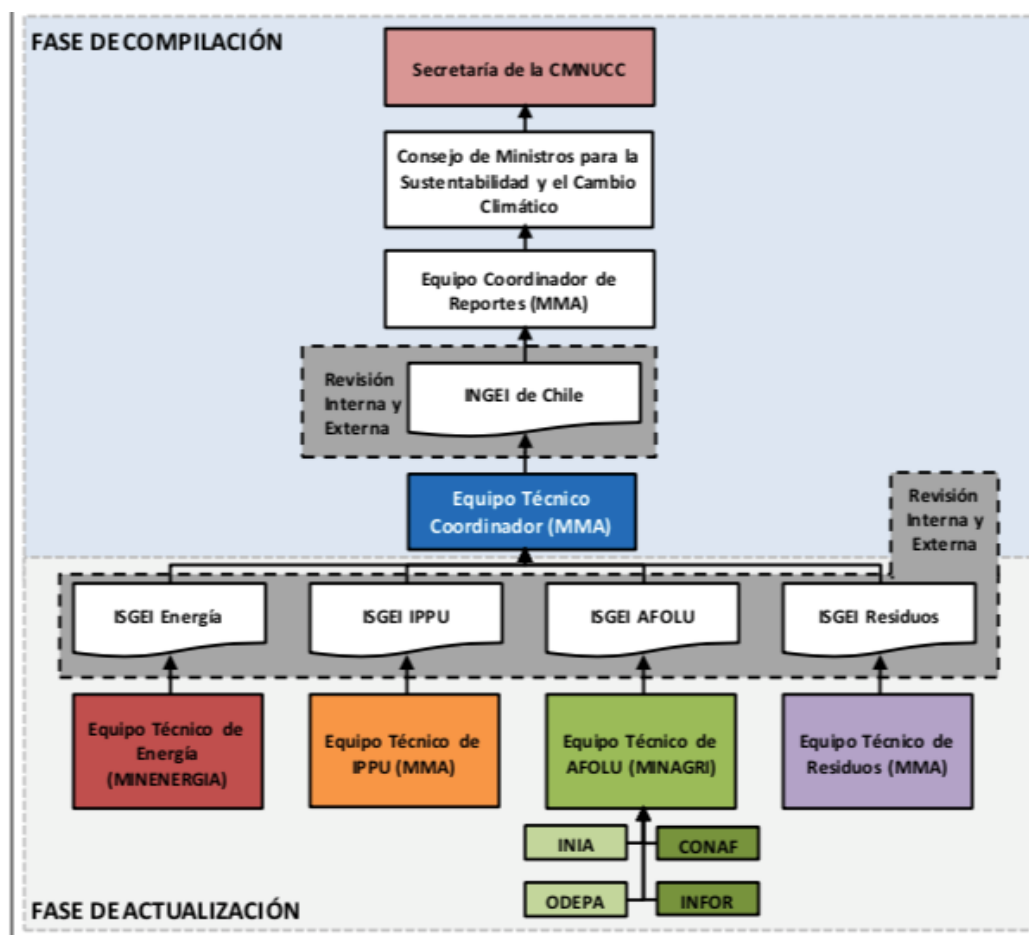 FASE DE COMPILACIÓN
Secretaría de la CMNUCC
Consejo de Ministros para la
Sustentabilidad y el Cambio
Climático
Equipo Coordinador de
Reportes (MMA)
Revisión
Interna y
Externa
INGEI de Chile
Equipo Técnico
Coordinador (MMA)
Revisión
Interna y
Externa
ISGEI Energía
ISGEI IPPU
ISGEI AFOLU
ISGEI Residuos
Equipo Técnico de
Energía
(MINENERGIA)
Equipo Técnico de
IPPU (MMA)
Equipo Técnico de
AFOLU (MINAGRI)
Equipo Técnico de
Residuos (MMA)
INIA
CONAF
ODEPA
INFOR
FASE DE ACTUALIZACIÓN